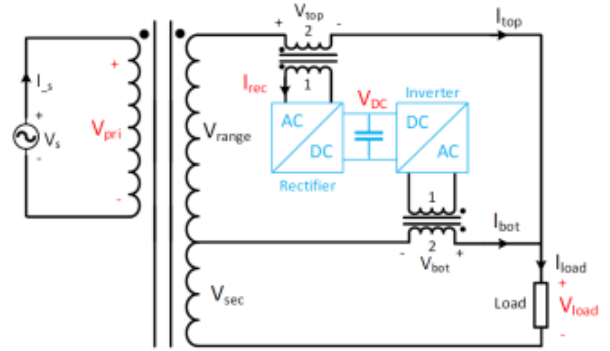 + V_top -
2
I_top
1
I_rec
I_s
+
V_s
-
+
V_pri
-
V_range
AC
DC
Rectifier
V_DC
Inverter
DC
AC
1
2
- V_bot +
I_bot
I_load
V_sec
Load
+
V_load
-